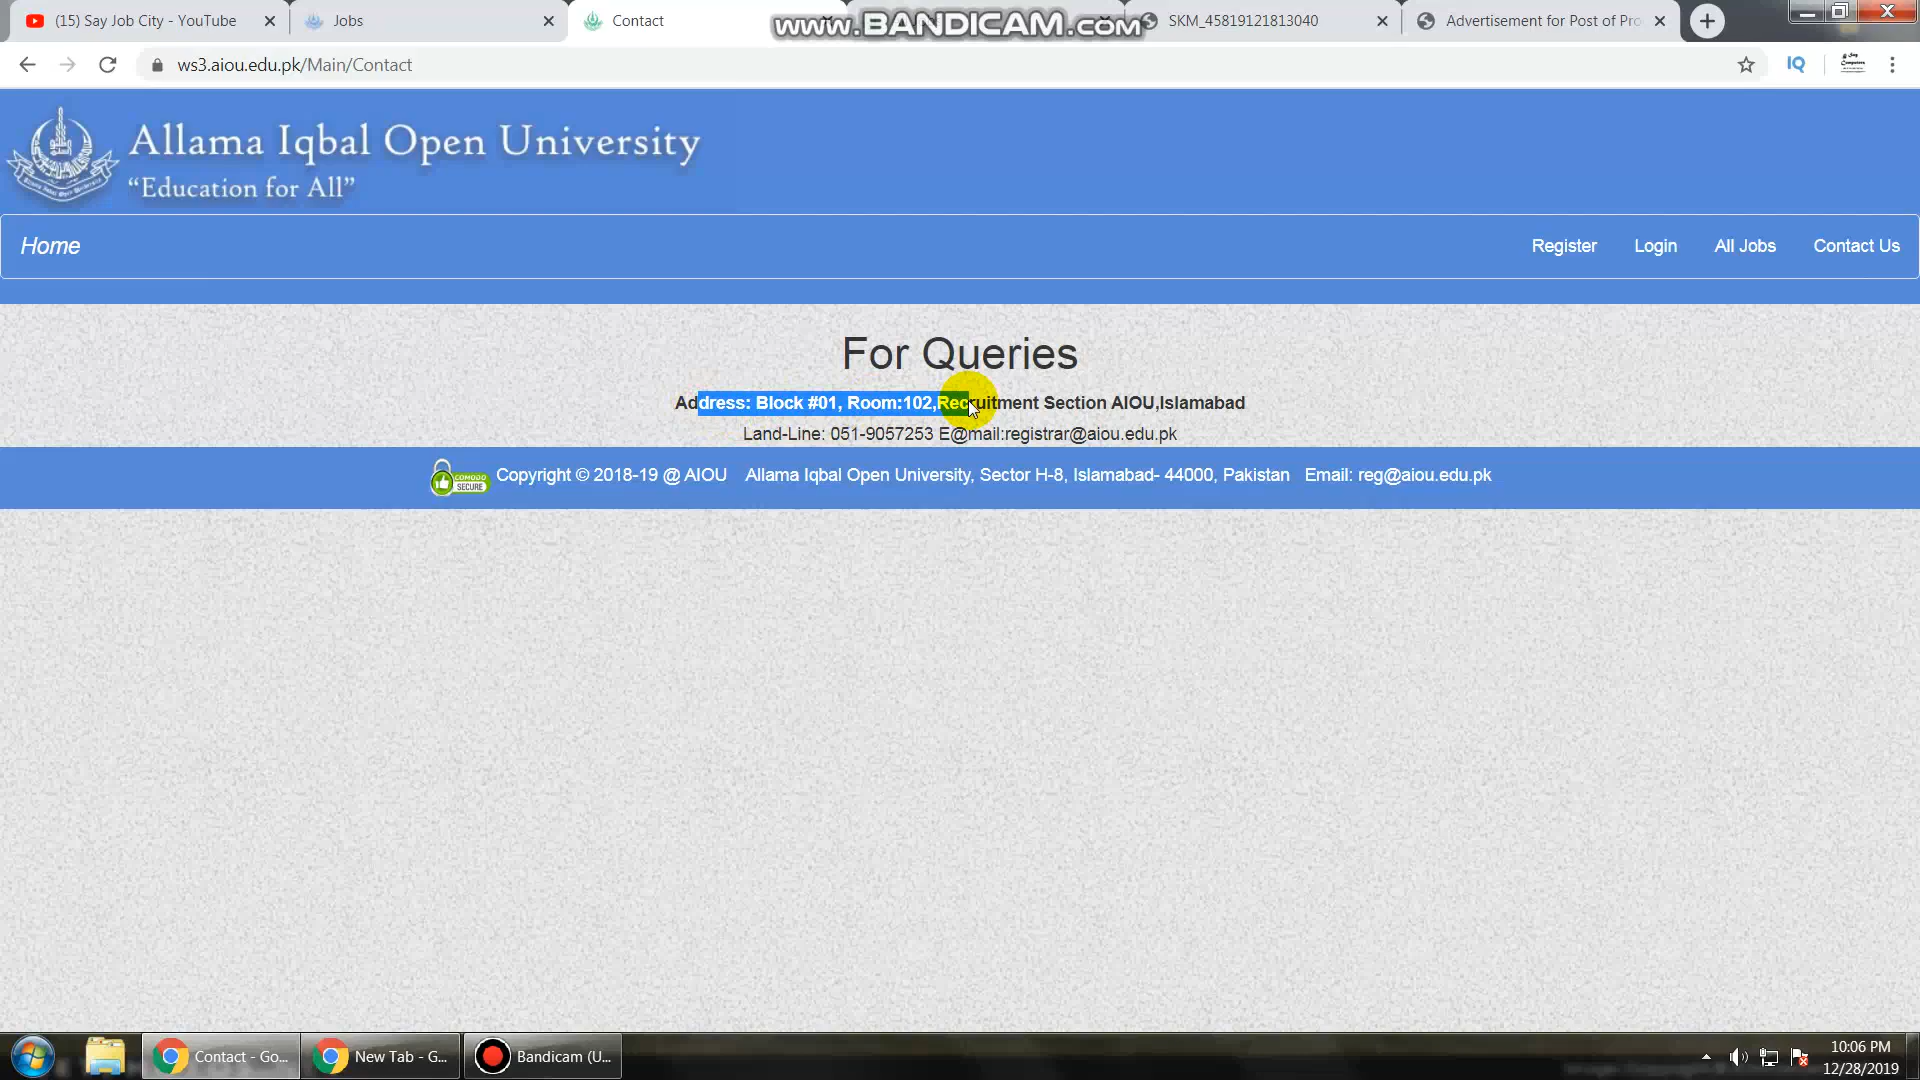 (15) Say Job City - YouTube
Jobs
Contact
www.BANDICAM.com
SKM_45819121813040
Advertisement for Post of Pro
ws3.aiou.edu.pk/Main/Contact
IQ
Allama Iqbal Open University
“Education for All”
Home
Register
Login
All Jobs
Contact Us
For Queries
Address: Block #01, Room:102,Recruitment Section AIOU,Islamabad
Land-Line: 051-9057253 E@mail:registrar@aiou.edu.pk
COMODO
SECURE
Copyright © 2018-19 @ AIOU Allama Iqbal Open University, Sector H-8, Islamabad- 44000, Pakistan Email: reg@aiou.edu.pk
Contact - Go...
New Tab - G...
Bandicam (U...
10:06 PM
12/28/2019